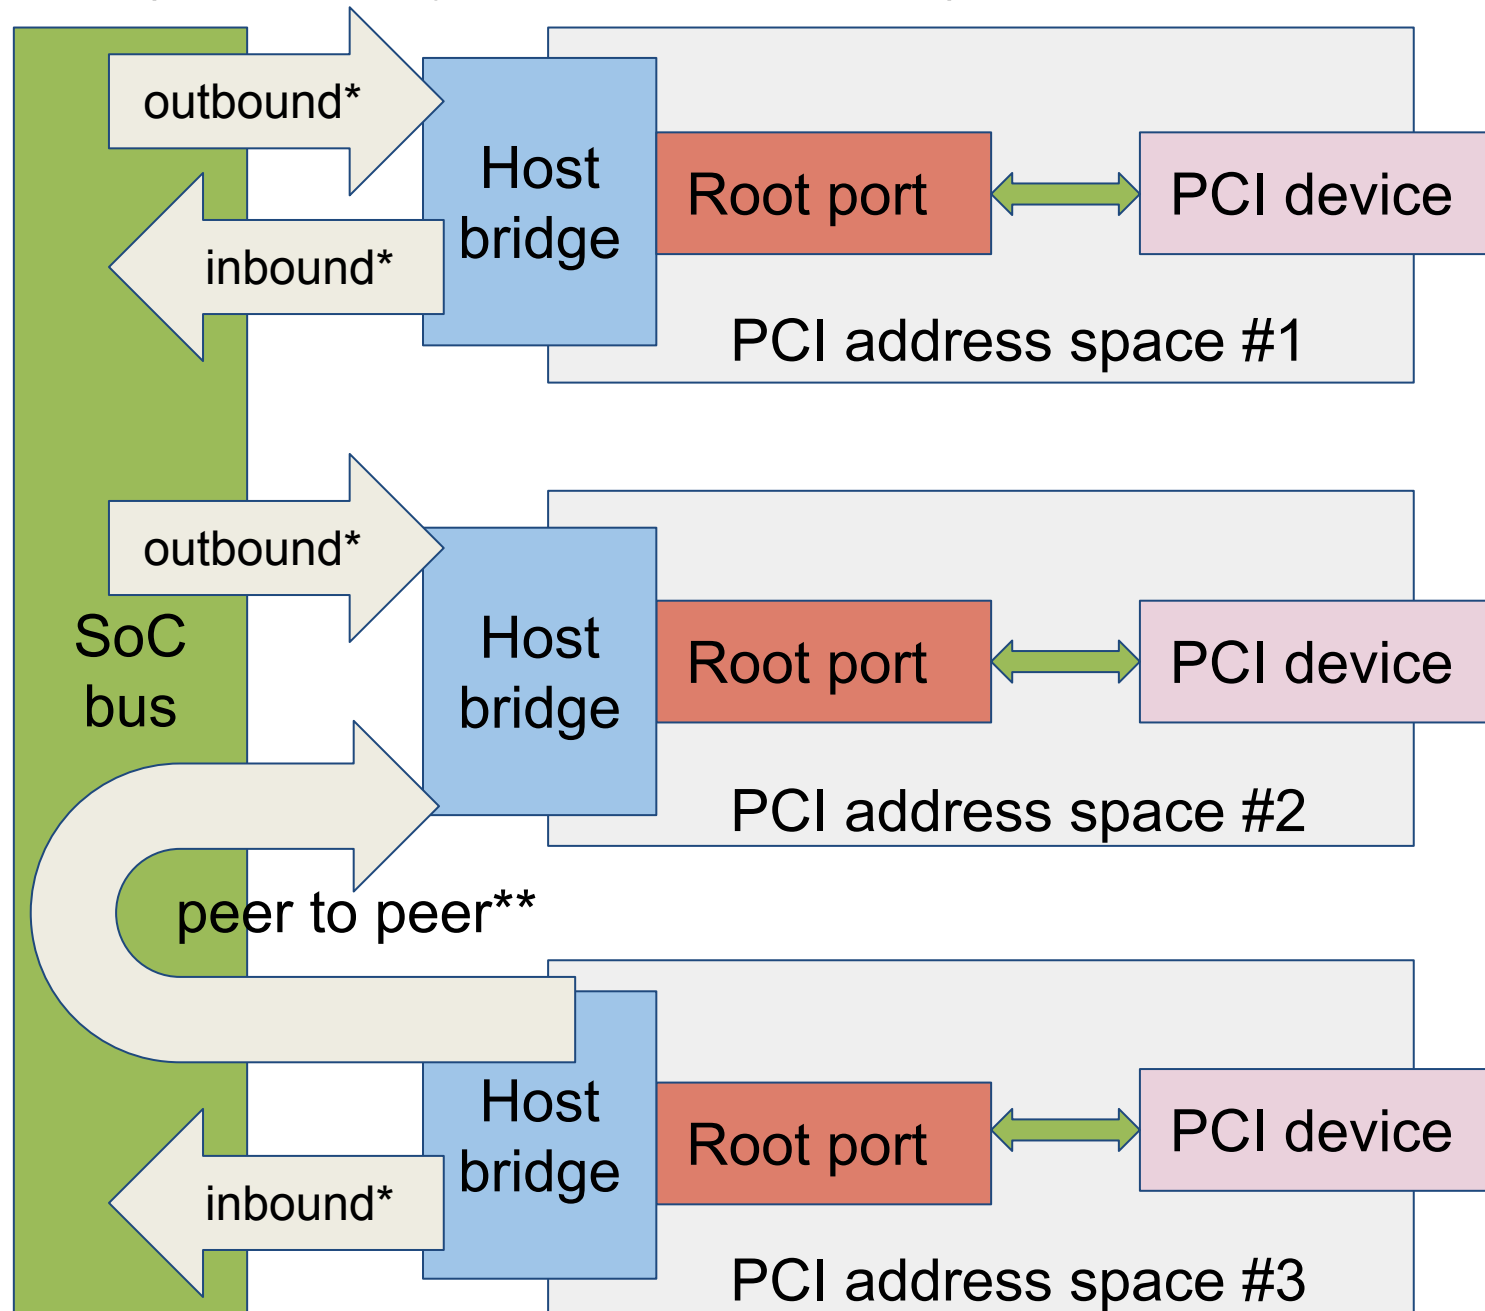 outbound*
Host
bridge
Root port
PCI device
inbound*
PCI address space #1
outbound*
SoC
bus
Host
bridge
Root port
PCI device
PCI address space #2
peer to peer**
Host
bridge
Root port
PCI device
inbound*
PCI address space #3